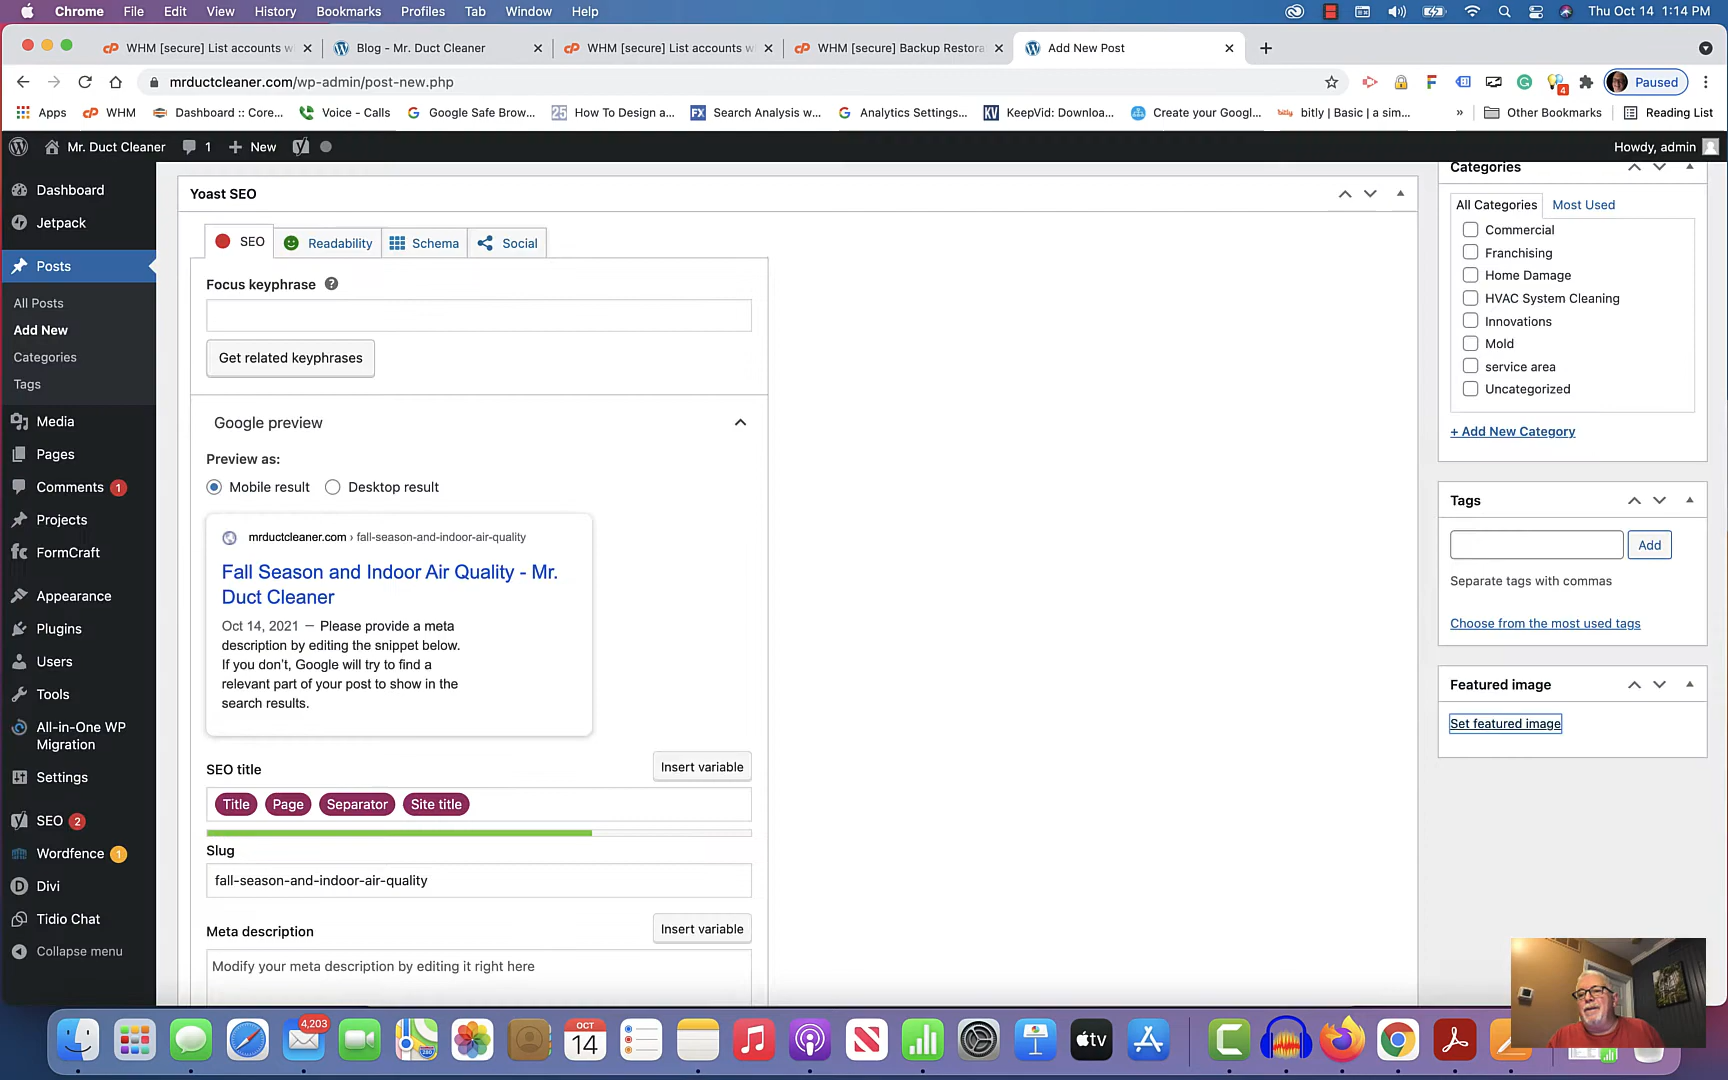 Chrome File Edit View History Bookmarks Profiles Tab Window Help Thu Oct 14 1:14 PM
WHM [secure] List accounts w
Blog - Mr. Duct Cleaner
WHM [secure] List accounts w
WHM [secure] Backup Restora
Add New Post
mrductcleaner.com/wp-admin/post-new.php
4
Paused
Apps
WHM
Dashboard :: Core...
Voice - Calls
Google Safe Brow...
25 How To Design a...
FX Search Analysis w...
Analytics Settings...
KV KeepVid: Downloa...
Create your Googl...
bitly bitly | Basic | a sim...
»
Other Bookmarks
Reading List
Mr. Duct Cleaner 1 + New
Howdy, admin
Dashboard
Jetpack
Posts
All Posts
Add New
Categories
Tags
Media
Pages
Comments 1
Projects
FormCraft
Appearance
Plugins
Users
Tools
All-in-One WP
Migration
Settings
SEO 2
Wordfence 1
Divi
Tidio Chat
Collapse menu
Yoast SEO
SEO
Readability
Schema
Social
Focus keyphrase ?
Get related keyphrases
Google preview
Preview as:
Mobile result Desktop result
mrductcleaner.com › fall-season-and-indoor-air-quality
Fall Season and Indoor Air Quality - Mr.
Duct Cleaner
Oct 14, 2021 – Please provide a meta
description by editing the snippet below.
If you don't, Google will try to find a
relevant part of your post to show in the
search results.
SEO title
Insert variable
Title Page Separator Site title
Slug
fall-season-and-indoor-air-quality
Meta description
Insert variable
Modify your meta description by editing it right here
Categories
All Categories
Most Used
Commercial
Franchising
Home Damage
HVAC System Cleaning
Innovations
Mold
service area
Uncategorized
+ Add New Category
Tags
Add
Separate tags with commas
Choose from the most used tags
Featured image
Set featured image
4,203
OCT
14
tv